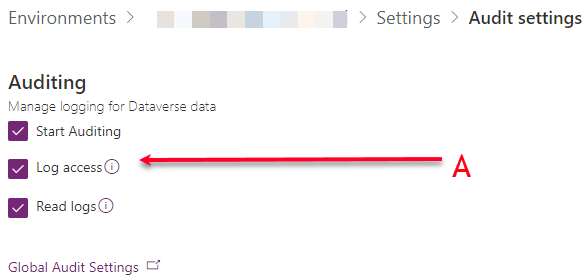 Environments > > Settings > Audit settings
Auditing
Manage logging for Dataverse data
Start Auditing
Log access
A
Read logs
Global Audit Settings